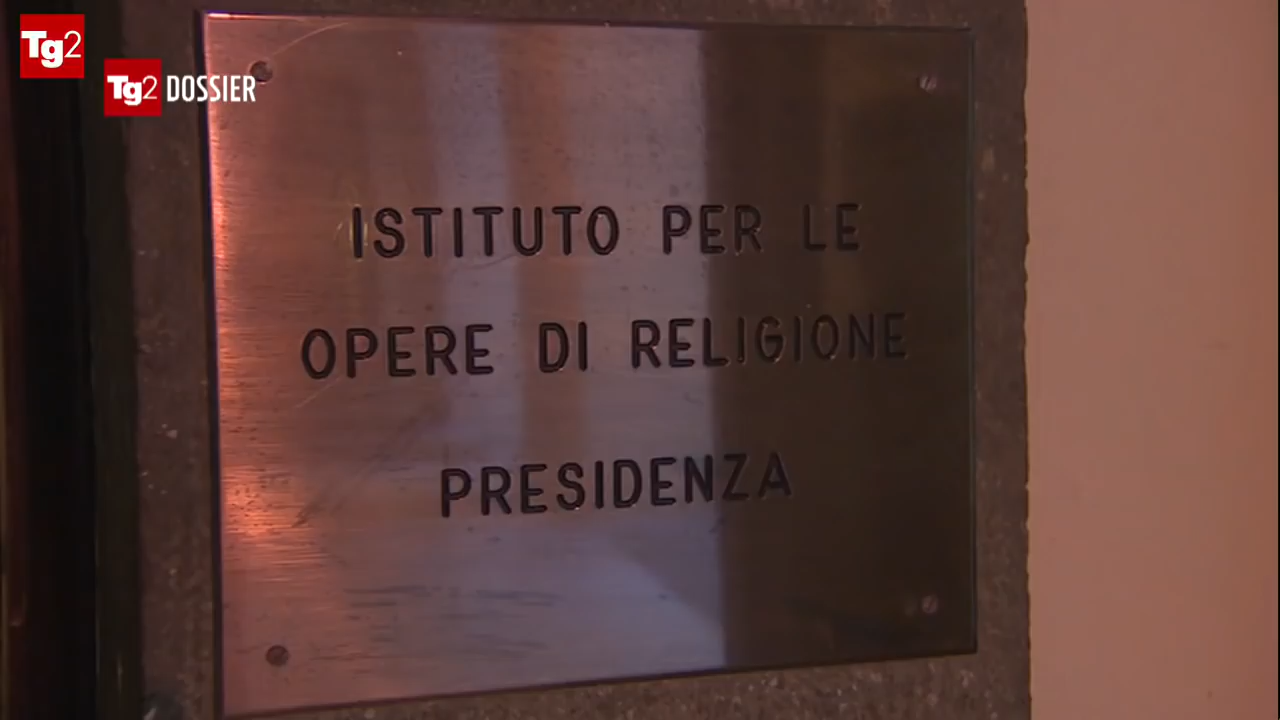 Tg2
Tg2 DOSSIER
ISTITUTO PER LE
OPERE DI RELIGIONE
PRESIDENZA